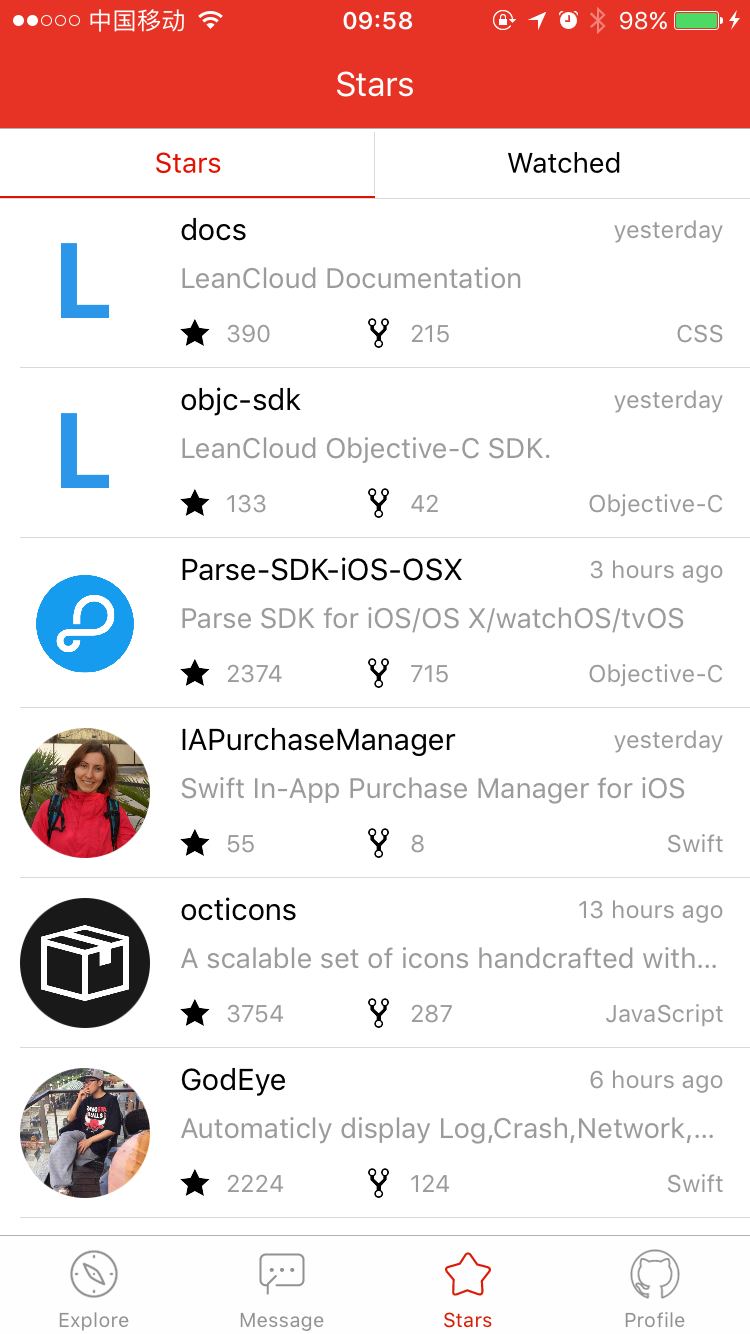 中国移动 09:58 98%
Stars
Stars Watched
docs yesterday
LeanCloud Documentation
390 215 CSS
objc-sdk yesterday
LeanCloud Objective-C SDK.
133 42 Objective-C
Parse-SDK-iOS-OSX 3 hours ago
Parse SDK for iOS/OS X/watchOS/tvOS
2374 715 Objective-C
IAPurchaseManager yesterday
Swift In-App Purchase Manager for iOS
55 8 Swift
octicons 13 hours ago
A scalable set of icons handcrafted with...
3754 287 JavaScript
GodEye 6 hours ago
Automaticly display Log,Crash,Network,...
2224 124 Swift
Explore Message Stars Profile